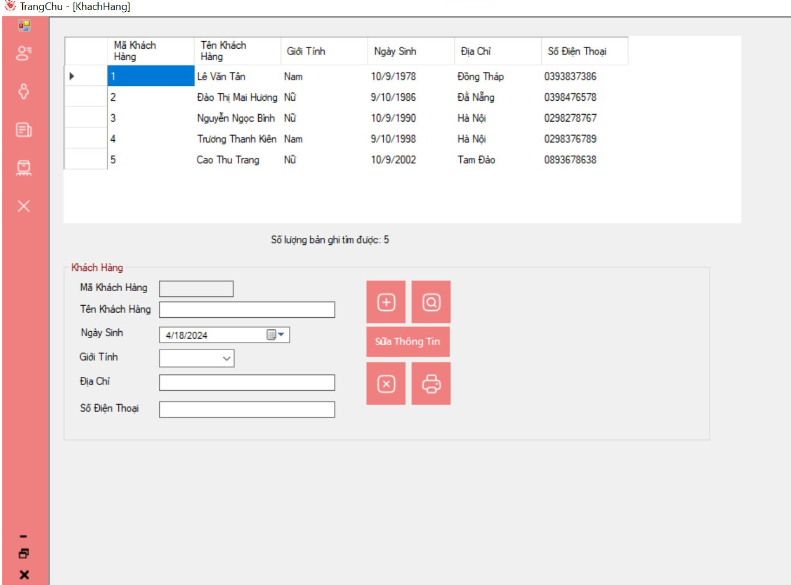 TrangChu - [KhachHang]
Mã Khách Hàng Tên Khách Hàng Giới Tính Ngày Sinh Địa Chỉ Số Điện Thoại
1 Lê Văn Tân Nam 10/9/1978 Đồng Tháp 0393837386
2 Đào Thị Mai Hương Nữ 9/10/1986 Đà Nẵng 0398476578
3 Nguyễn Ngọc Bình Nữ 10/9/1990 Hà Nội 0298278767
4 Trương Thanh Kiên Nam 9/10/1998 Hà Nội 0298376789
5 Cao Thu Trang Nữ 10/9/2002 Tam Đảo 0893678638
Số lượng bản ghi tìm được: 5
Khách Hàng
Mã Khách Hàng
Tên Khách Hàng
Ngày Sinh 4/18/2024
Sửa Thông Tin
Giới Tính
Địa Chỉ
Số Điện Thoại